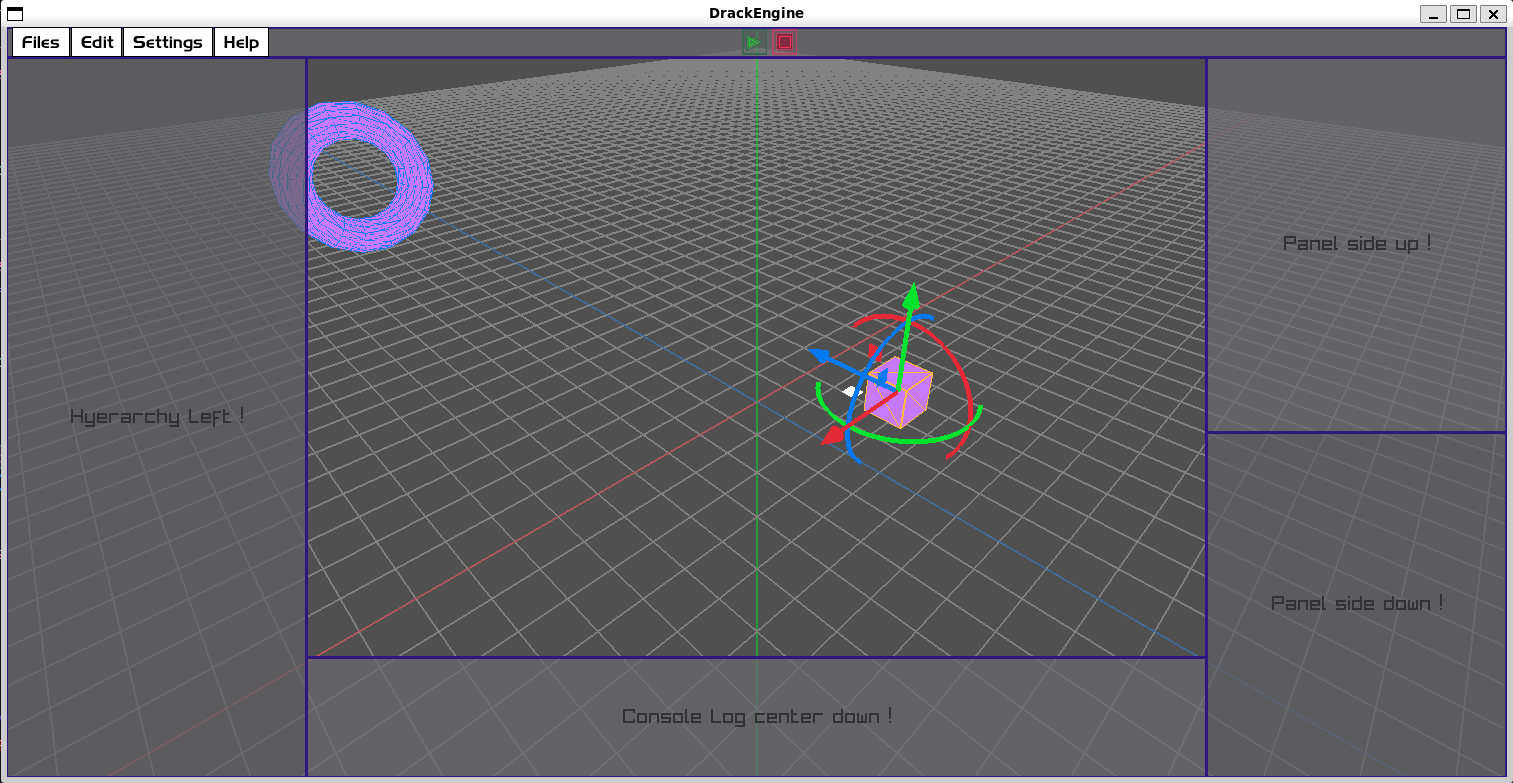 DrackEngine
Files Edit Settings Help
Panel side up !
Hyerarchy Left !
Panel side down !
Console Log center down !